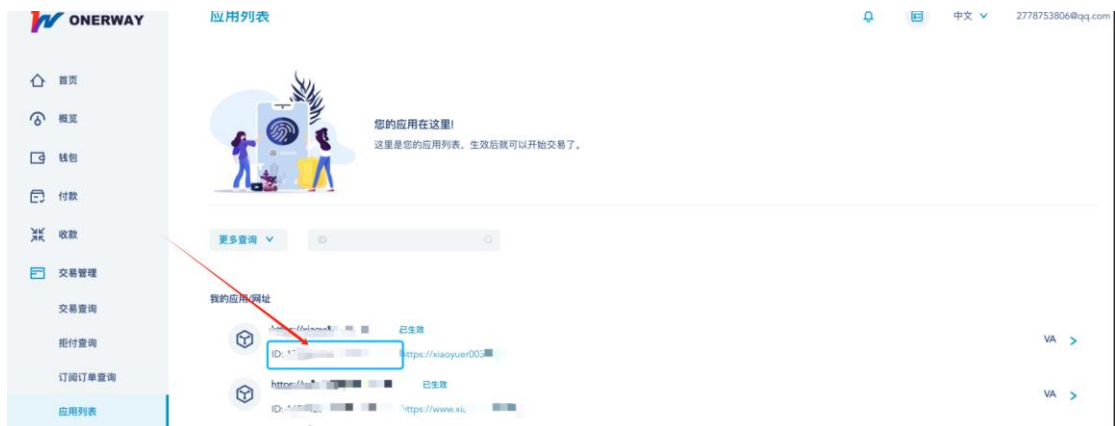 ONERWAY
应用列表
中文
2778753806@qq.com
首页
概览
钱包
付款
收款
交易管理
交易查询
拒付查询
订阅订单查询
应用列表
您的应用在这里!
这里是您的应用列表，生效后就可以开始交易了。
更多查询
ID
我的应用/网址
已生效
ID:
https://xiaoyuer003
VA
已生效
ID:
VA